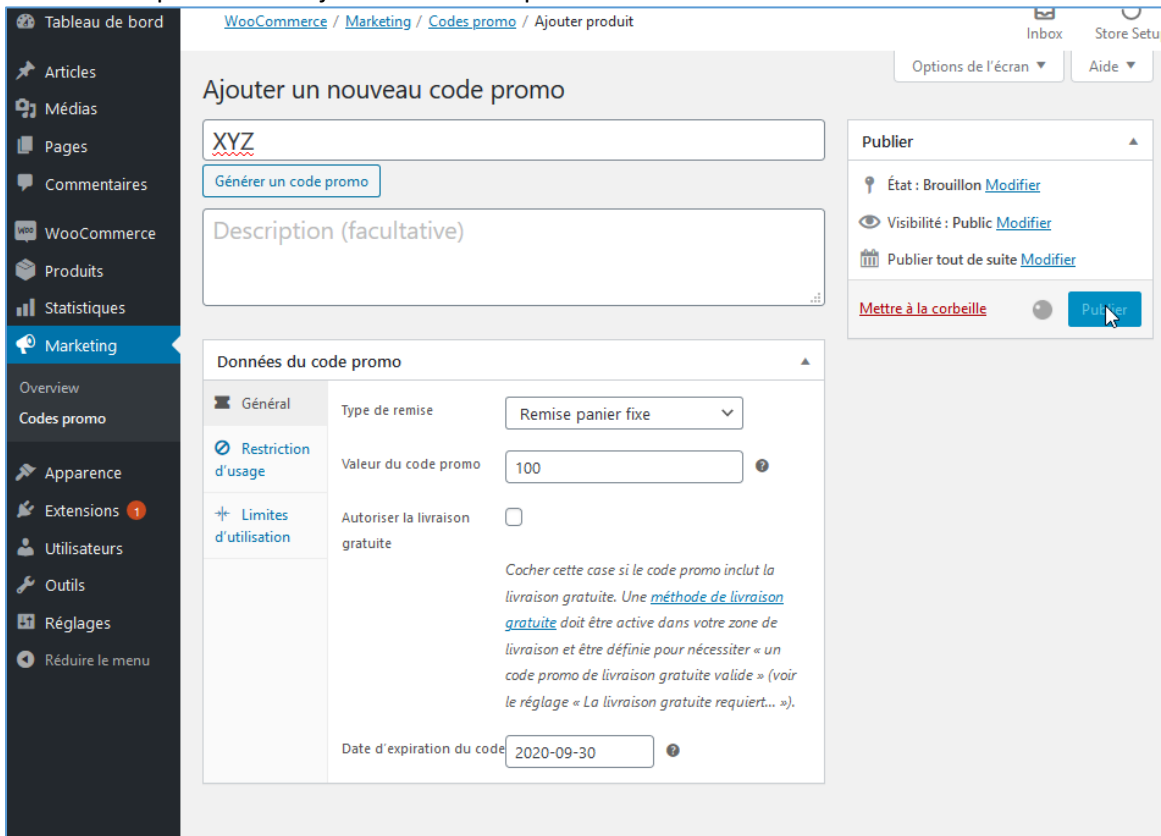 Tableau de bord
WooCommerce / Marketing / Codes promo / Ajouter produit
Inbox
Store Setu
Options de l'écran ▼
Aide ▼
Articles
Médias
Pages
Commentaires
WooCommerce
Produits
Statistiques
Marketing
Overview
Codes promo
Apparence
Extensions 1
Utilisateurs
Outils
Réglages
Réduire le menu
Ajouter un nouveau code promo
XYZ
Générer un code promo
Description (facultative)
Publier
État : Brouillon Modifier
Visibilité : Public Modifier
Publier tout de suite Modifier
Mettre à la corbeille
Publier
Données du code promo
Général
Restriction
d'usage
Limites
d'utilisation
Type de remise
Remise panier fixe
Valeur du code promo
100
Autoriser la livraison
gratuite
Cocher cette case si le code promo inclut la
livraison gratuite. Une méthode de livraison
gratuite doit être active dans votre zone de
livraison et être définie pour nécessiter « un
code promo de livraison gratuite valide » (voir
le réglage « La livraison gratuite requiert... »).
Date d'expiration du code
2020-09-30